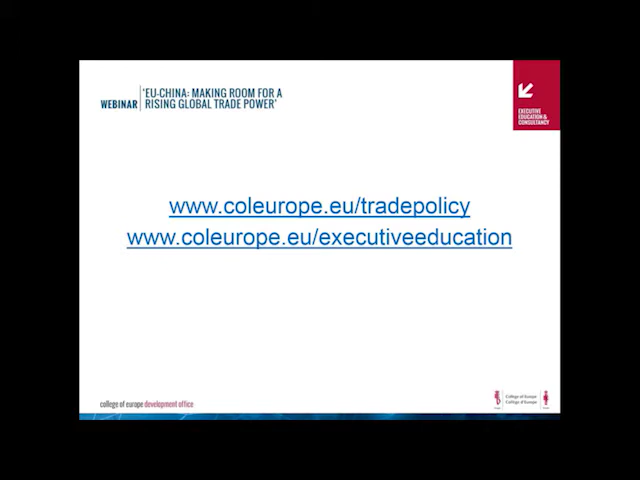 WEBINAR
'EU-CHINA: MAKING ROOM FOR A
RISING GLOBAL TRADE POWER'
EXECUTIVE
EDUCATION &
CONSULTANCY
www.coleurope.eu/tradepolicy
www.coleurope.eu/executiveeducation
college of europe development office
College of Europe
Collège d'Europe